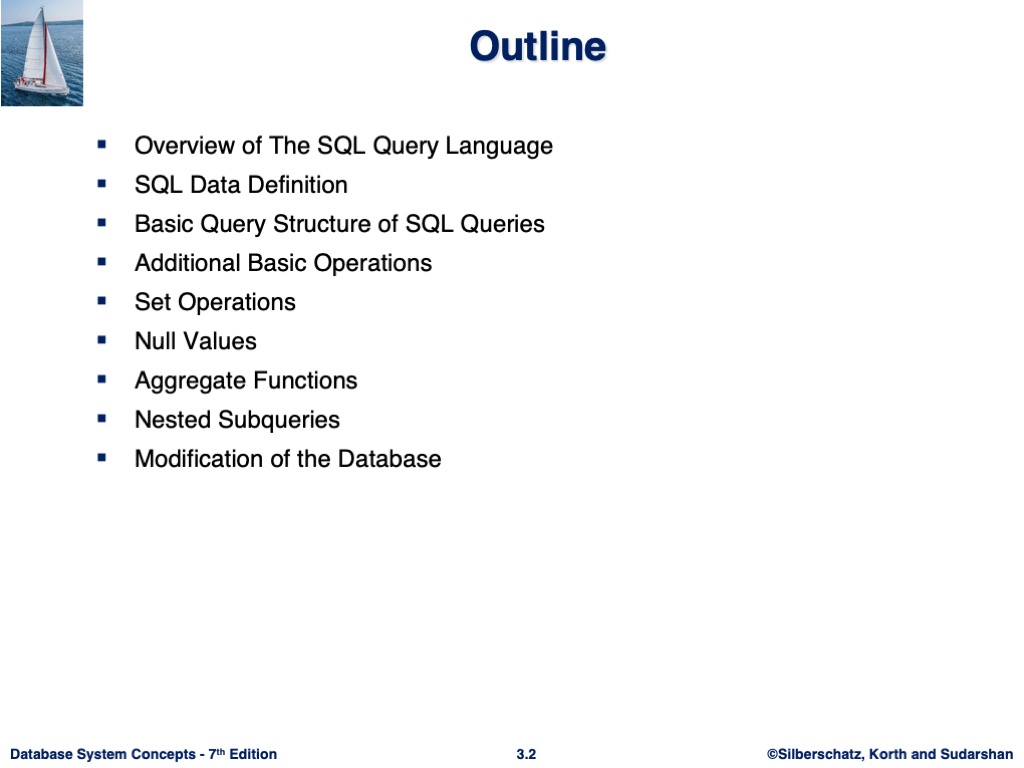 Outline
▪ Overview of The SQL Query Language
▪ SQL Data Definition
▪ Basic Query Structure of SQL Queries
▪ Additional Basic Operations
▪ Set Operations
▪ Null Values
▪ Aggregate Functions
▪ Nested Subqueries
▪ Modification of the Database
Database System Concepts - 7th Edition 3.2 ©Silberschatz, Korth and Sudarshan